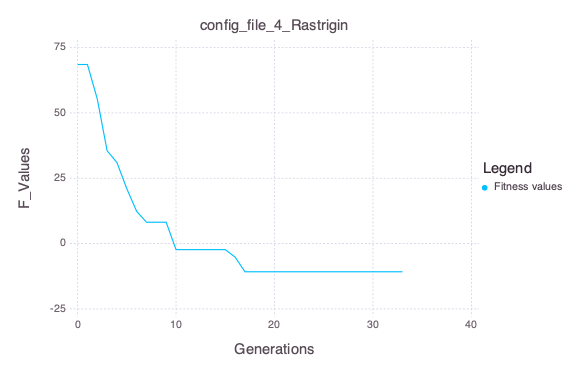 config_file_4_Rastrigin
75
50
25
0
-25
F_Values
0
10
20
30
40
Generations
Legend
Fitness values